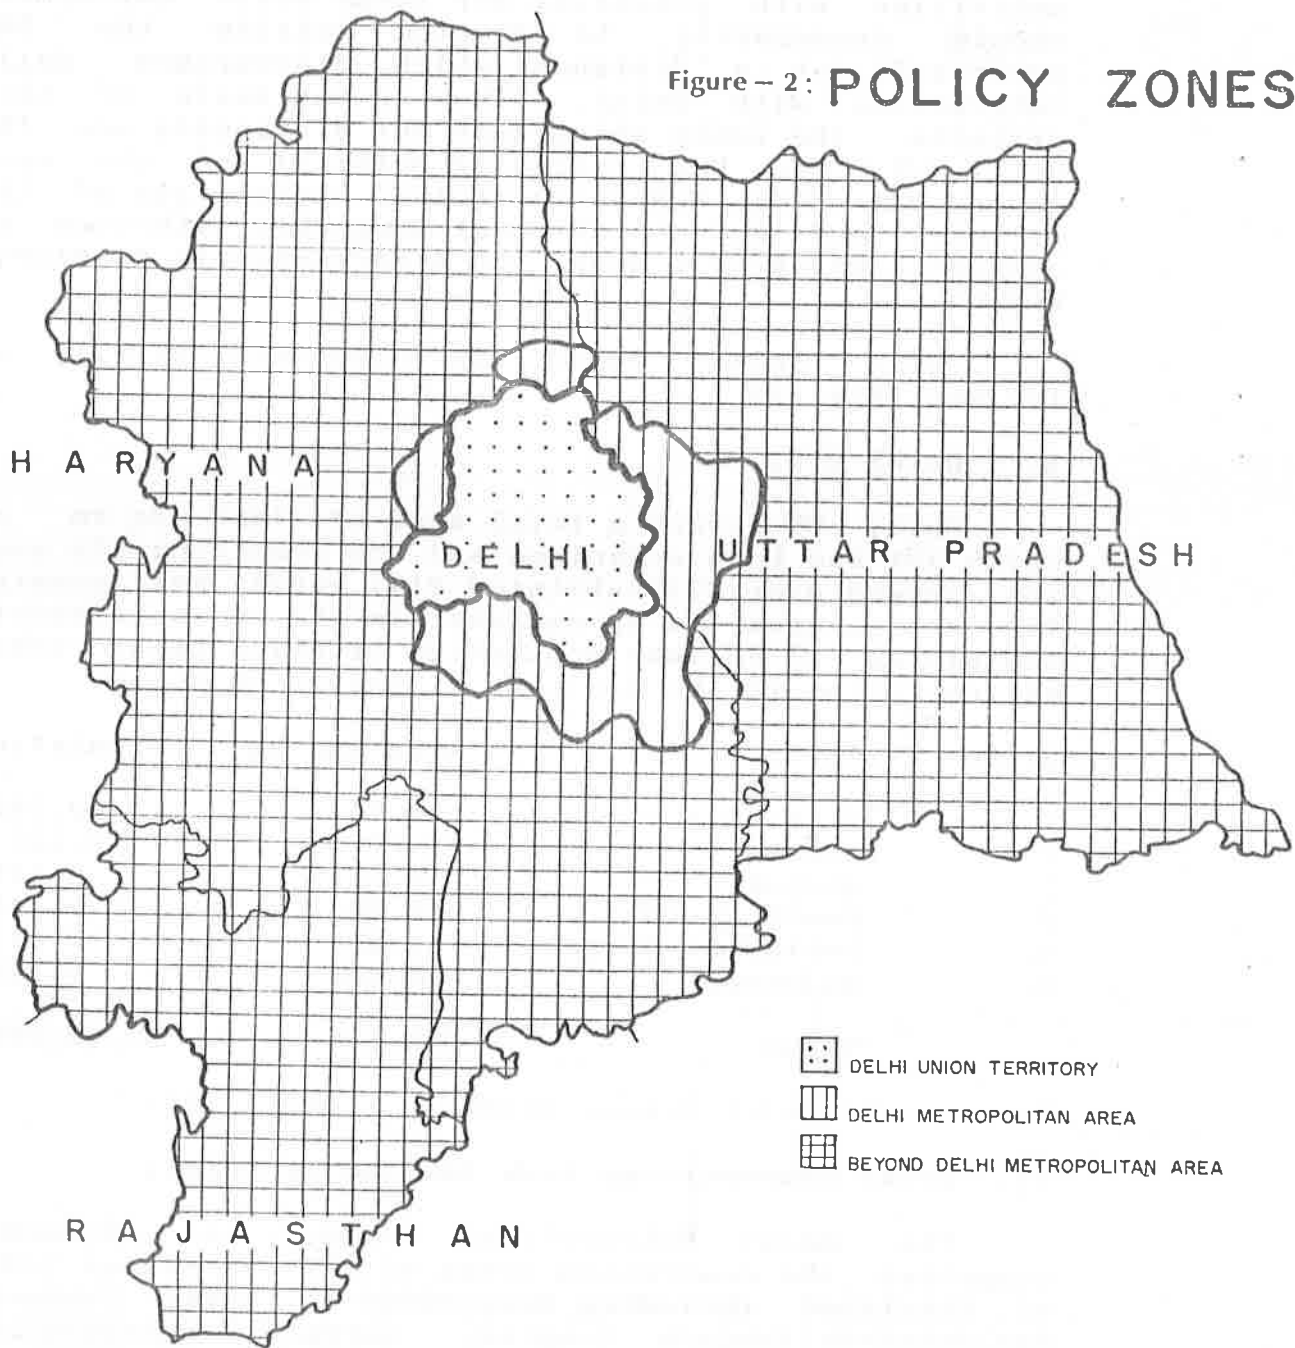 Figure – 2: POLICY ZONES
HARYANA
DELHI
UTTAR PRADESH
DELHI UNION TERRITORY
DELHI METROPOLITAN AREA
BEYOND DELHI METROPOLITAN AREA
RAJASTHAN